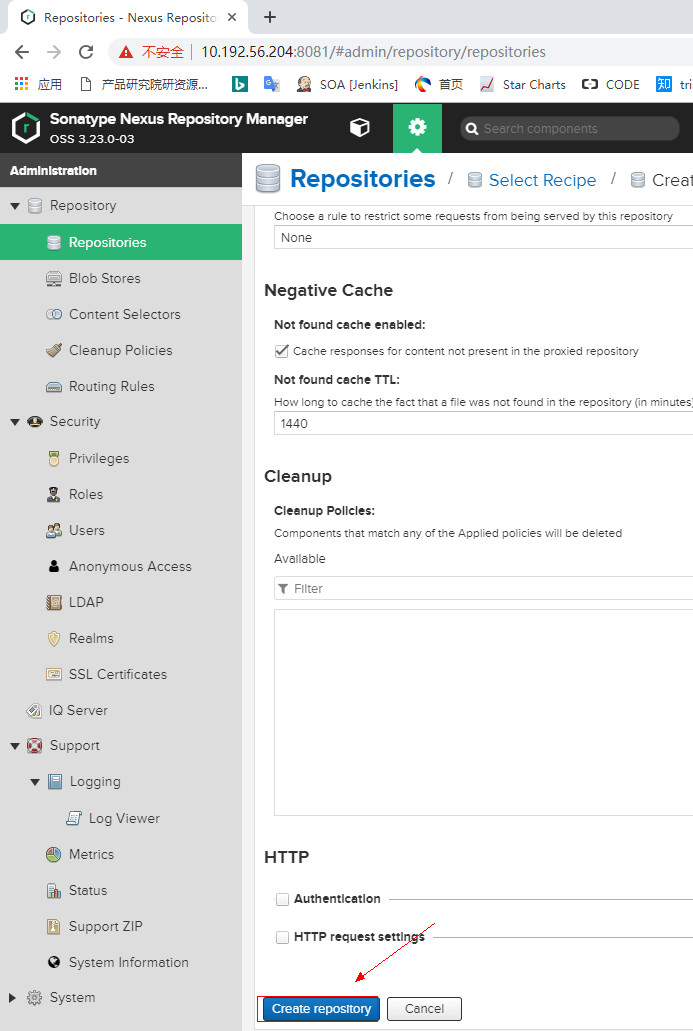 Repositories - Nexus Reposito
不安全
10.192.56.204:8081/#admin/repository/repositories
应用
产品研究院研资源...
SOA [Jenkins]
首页
Star Charts
CODE
知
tri
Sonatype Nexus Repository Manager
OSS 3.23.0-03
Search components
Administration
Repositories / Select Recipe / Creat
Repository
Repositories
Blob Stores
Content Selectors
Cleanup Policies
Routing Rules
Security
Privileges
Roles
Users
Anonymous Access
LDAP
Realms
SSL Certificates
IQ Server
Support
Logging
Log Viewer
Metrics
Status
Support ZIP
System Information
System
Choose a rule to restrict some requests from being served by this repository
None
Negative Cache
Not found cache enabled:
Cache responses for content not present in the proxied repository
Not found cache TTL:
How long to cache the fact that a file was not found in the repository (in minutes)
1440
Cleanup
Cleanup Policies:
Components that match any of the Applied policies will be deleted
Available
Filter
HTTP
Authentication
HTTP request settings
Create repository
Cancel